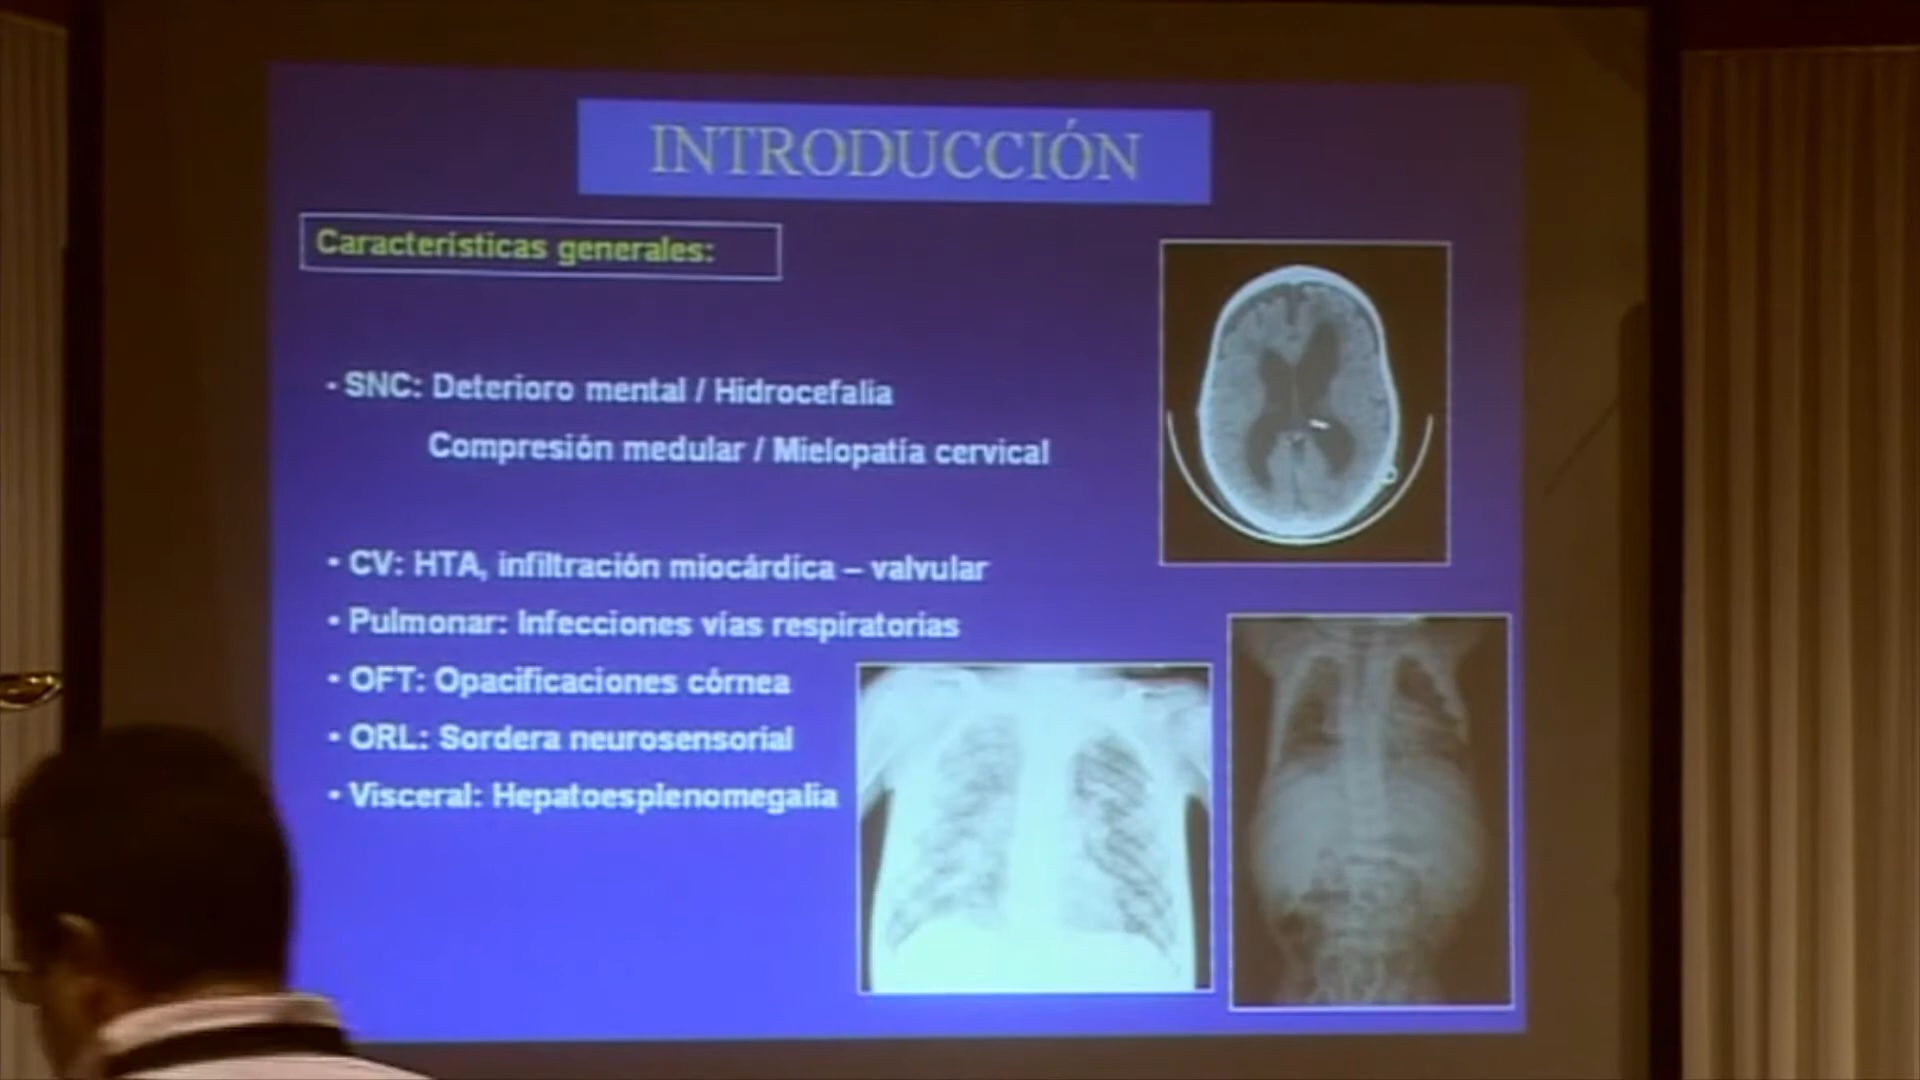 INTRODUCCIÓN
Características generales:
- SNC: Deterioro mental / Hidrocefalia
Compresión medular / Mielopatía cervical
• CV: HTA, infiltración miocárdica – valvular
• Pulmonar: Infecciones vías respiratorias
• OFT: Opacificaciones córnea
• ORL: Sordera neurosensorial
• Visceral: Hepatoesplenomegalia